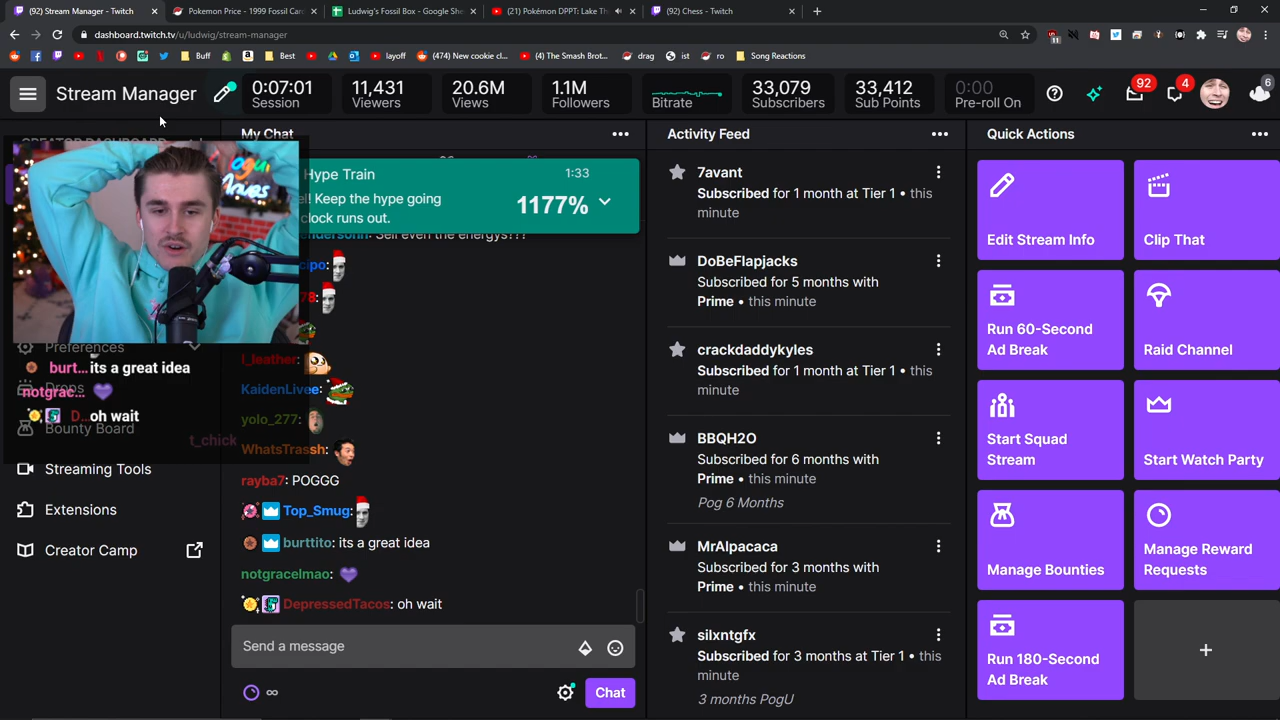 (92) Stream Manager - Twitch
Pokemon Price - 1999 Fossil Car
Ludwig's Fossil Box - Google She
(21) Pokémon DPPT: Lake Th
(92) Chess - Twitch
dashboard.twitch.tv/u/ludwig/stream-manager
Buff
Best
layoff
(474) New cookie cl...
(4) The Smash Brot...
drag
ist
ro
Song Reactions
Stream Manager
0:07:01
Session
11,431
Viewers
20.6M
Views
1.1M
Followers
Bitrate
33,079
Subscribers
33,412
Sub Points
0:00
Pre-roll On
92
4
6
CREATOR DASHBOARD
Preferences
burt...its a great idea
Drops
notgrac...
D...oh wait
Bounty Board
t_chick
Streaming Tools
Extensions
Creator Camp
My Chat
Hype Train
1:33
! Keep the hype going
clock runs out.
1177%
Sell even the energys???
cipo:
78:
l_leather:
KaidenLivee:
yolo_277:
WhatsTrassh:
rayba7: POGGG
Top_Smug:
burttito: its a great idea
notgracelmao:
DepressedTacos: oh wait
Send a message
∞
Chat
Activity Feed
7avant
Subscribed for 1 month at Tier 1 • this
minute
DoBeFlapjacks
Subscribed for 5 months with
Prime • this minute
crackdaddykyles
Subscribed for 1 month at Tier 1 • this
minute
BBQH2O
Subscribed for 6 months with
Prime • this minute
Pog 6 Months
MrAlpacaca
Subscribed for 3 months with
Prime • this minute
silxntgfx
Subscribed for 3 months at Tier 1 • this
minute
3 months PogU
Quick Actions
Edit Stream Info
Clip That
Run 60-Second
Ad Break
Raid Channel
Start Squad
Stream
Start Watch Party
Manage Bounties
Manage Reward
Requests
Run 180-Second
Ad Break